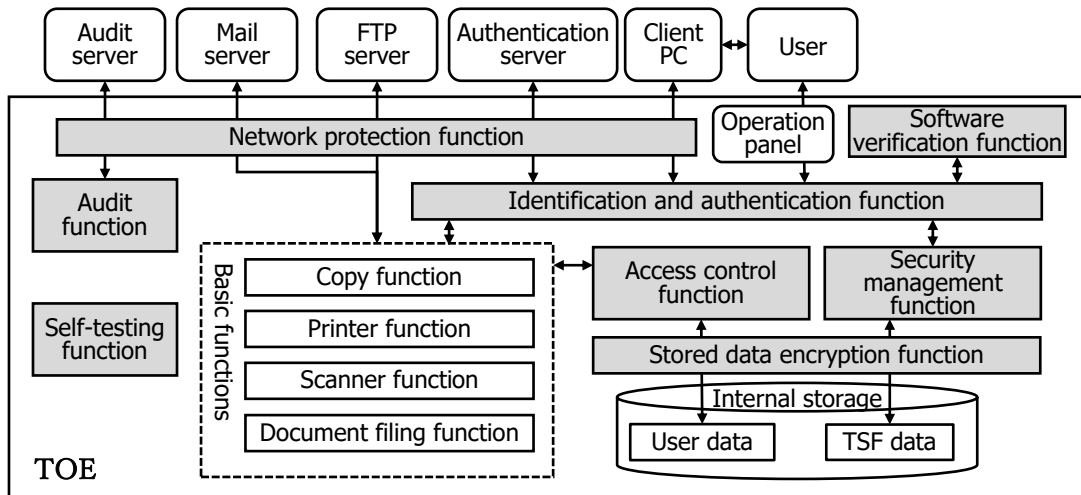 Audit
server
Mail
server
FTP
server
Authentication
server
Client
PC
User
Network protection function
Operation
panel
Software
verification function
Audit
function
Identification and authentication function
Basic functions
Copy function
Printer function
Scanner function
Document filing function
Access control
function
Security
management
function
Self-testing
function
Stored data encryption function
Internal storage
User data
TSF data
TOE